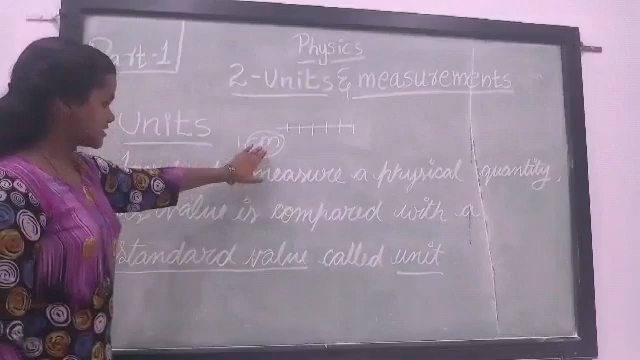 Part-1
Physics
2-Units & measurements
Units
measure a physical quantity,
value is compared with a
standard value called unit